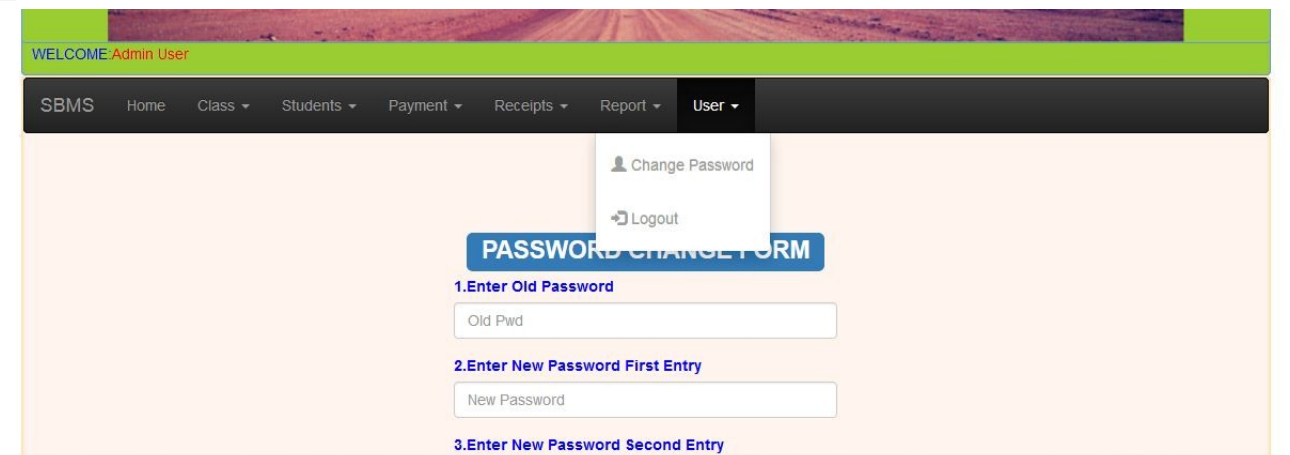 WELCOME:Admin User
SBMS Home Class Students Payment Receipts Report User
Change Password
Logout
PASSWORD CHANGE FORM
1.Enter Old Password
Old Pwd
2.Enter New Password First Entry
New Password
3.Enter New Password Second Entry